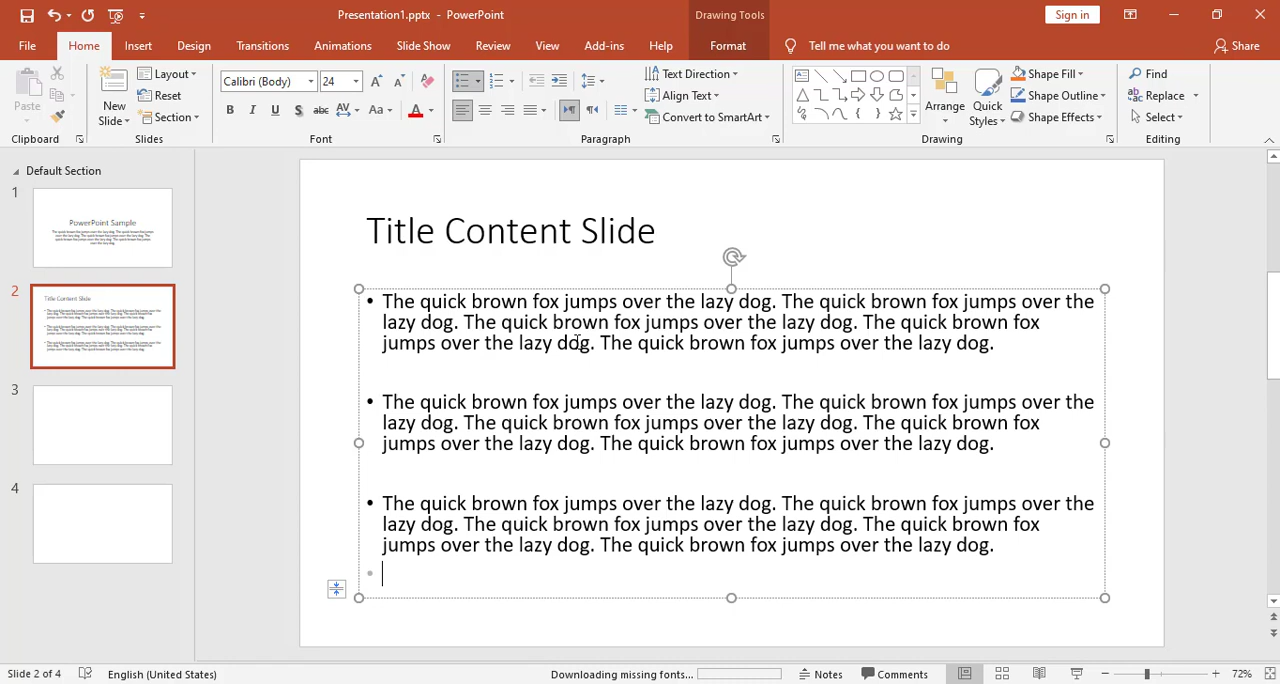 Presentation1.pptx - PowerPoint
Drawing Tools
Sign in
File Home Insert Design Transitions Animations Slide Show Review View Add-ins Help Format Tell me what you want to do Share
Paste
Clipboard
New Slide
Layout
Reset
Section
Slides
Calibri (Body) 24 A A A
B I U S abc AV Aa A
Font
Text Direction
Align Text
Convert to SmartArt
Paragraph
Arrange
Quick Styles
Shape Fill
Shape Outline
Shape Effects
Drawing
Find
Replace
Select
Editing
Default Section
1
PowerPoint Sample
2
Title Content Slide
3
4
Title Content Slide
• The quick brown fox jumps over the lazy dog. The quick brown fox jumps over the
lazy dog. The quick brown fox jumps over the lazy dog. The quick brown fox
jumps over the lazy dog. The quick brown fox jumps over the lazy dog.
• The quick brown fox jumps over the lazy dog. The quick brown fox jumps over the
lazy dog. The quick brown fox jumps over the lazy dog. The quick brown fox
jumps over the lazy dog. The quick brown fox jumps over the lazy dog.
• The quick brown fox jumps over the lazy dog. The quick brown fox jumps over the
lazy dog. The quick brown fox jumps over the lazy dog. The quick brown fox
jumps over the lazy dog. The quick brown fox jumps over the lazy dog.
Slide 2 of 4 English (United States) Downloading missing fonts... Notes Comments 72%